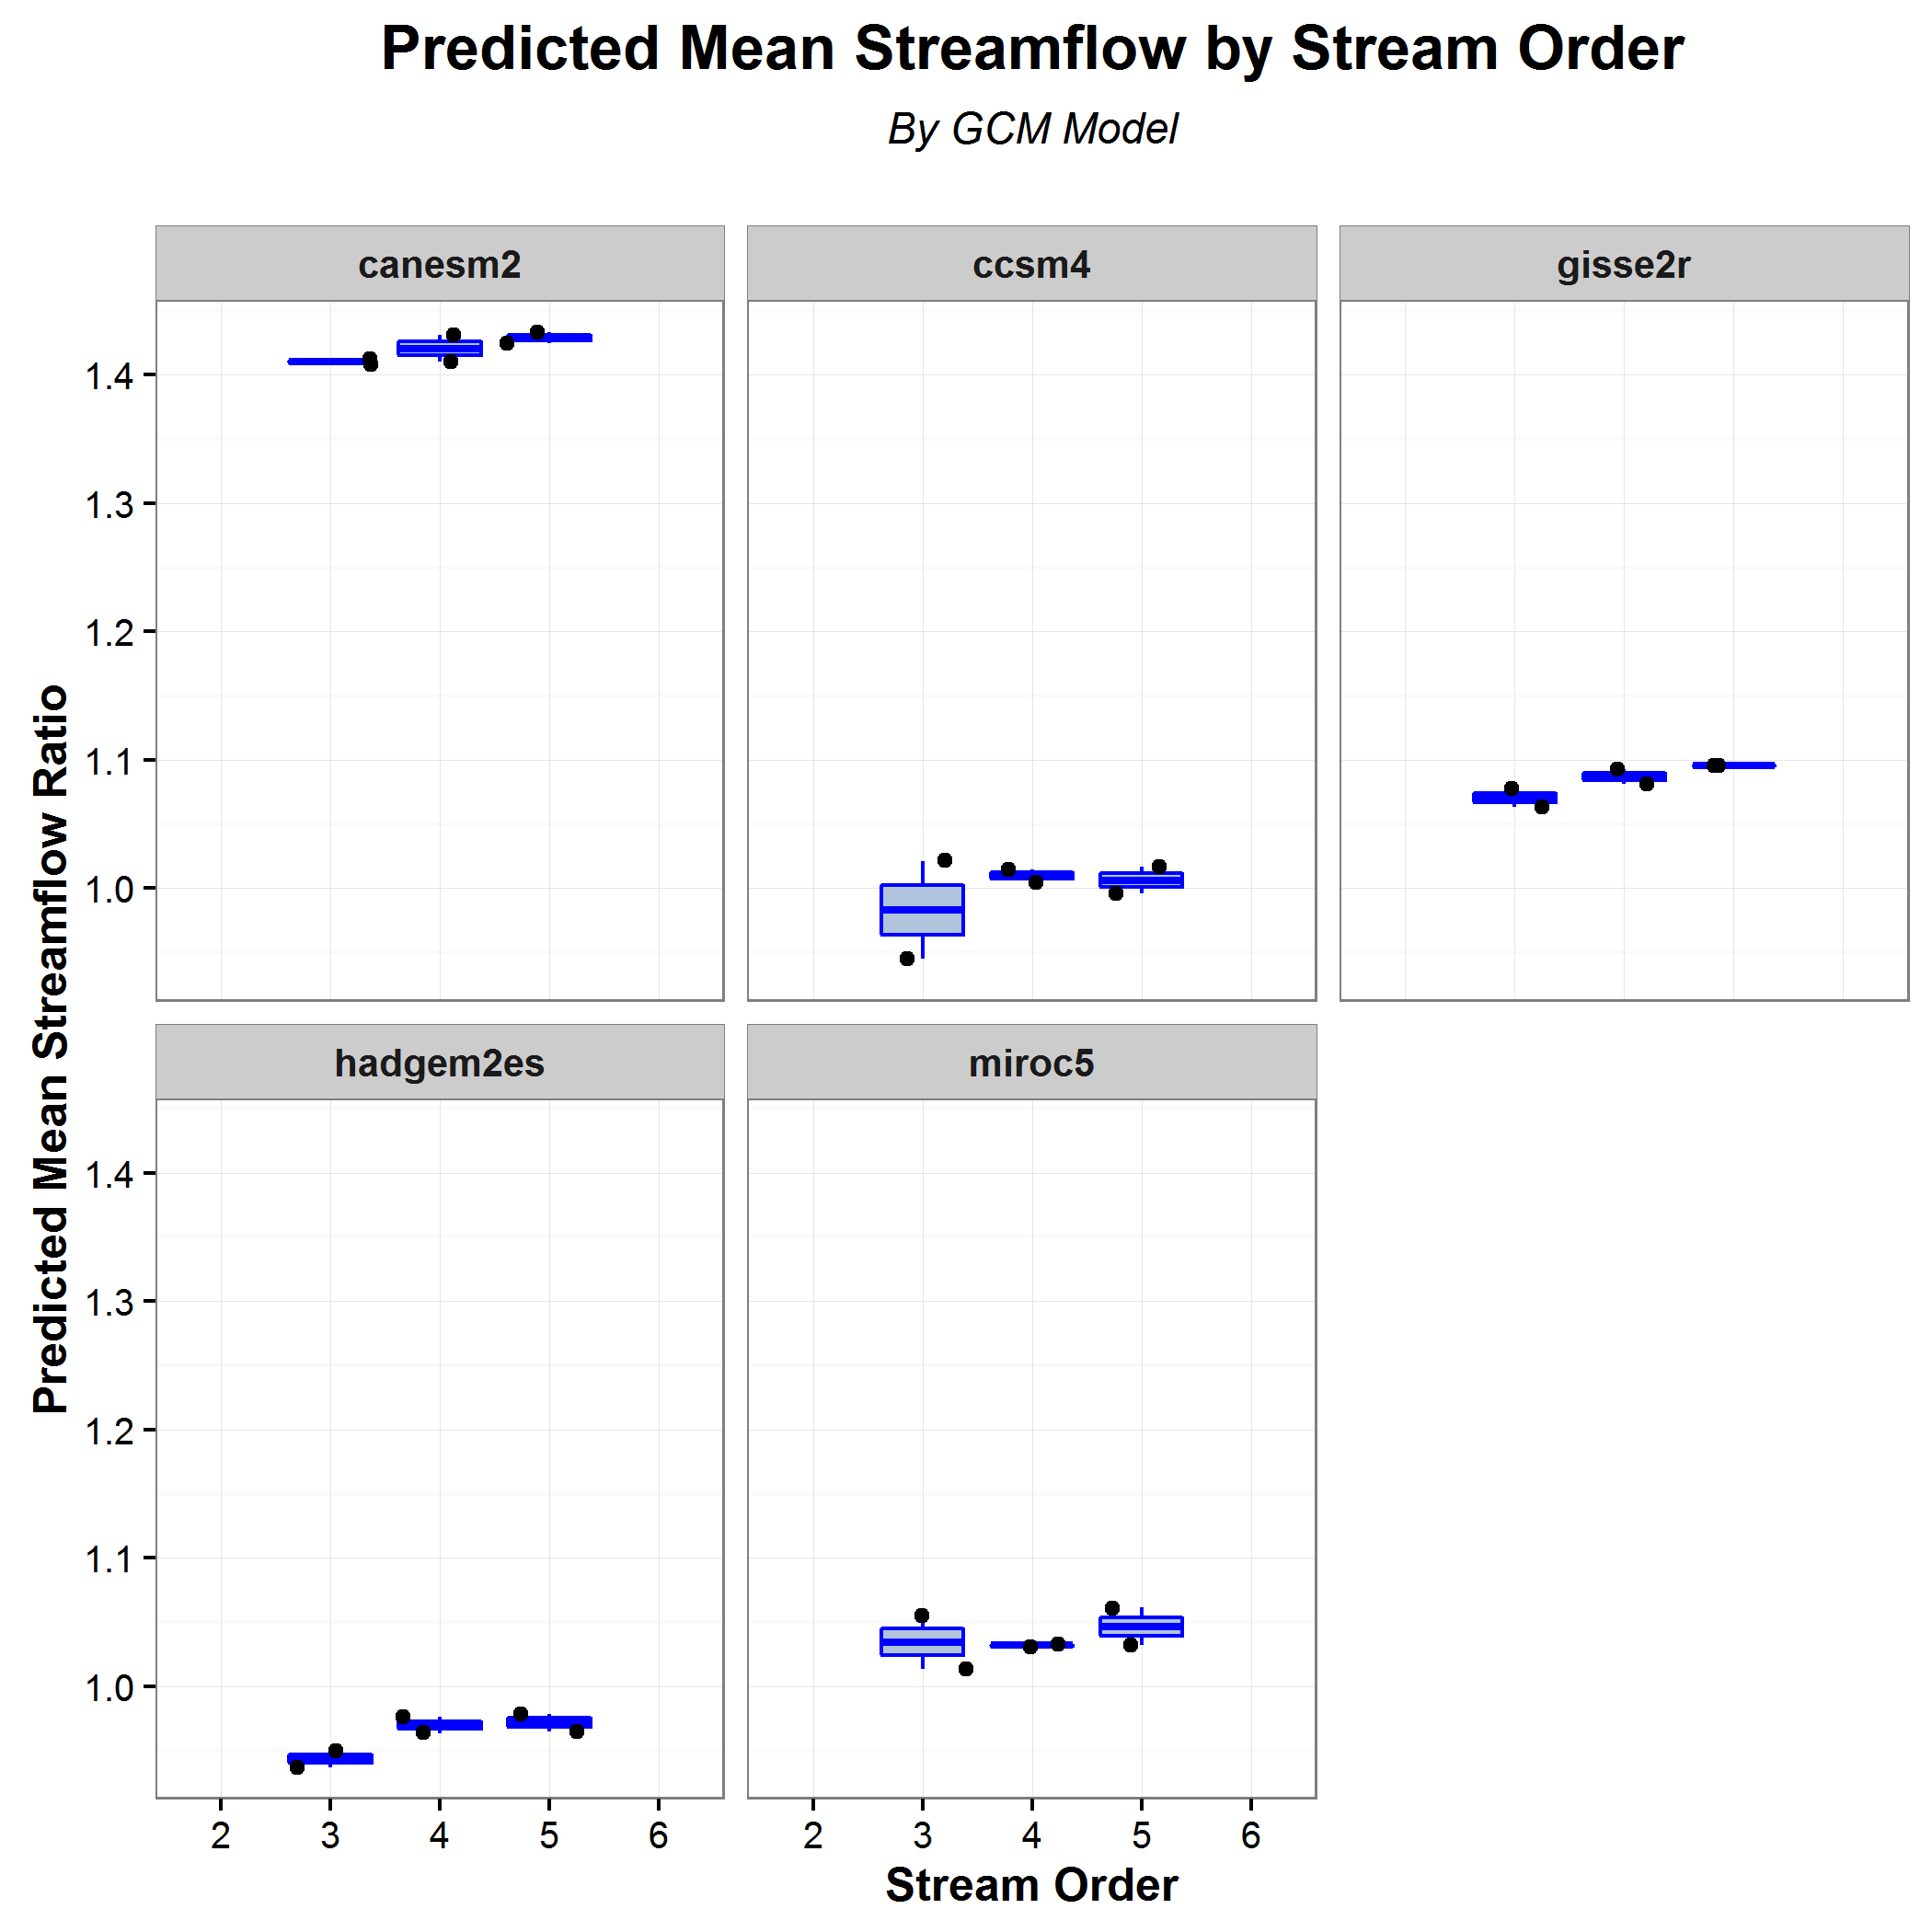 Predicted Mean Streamflow by Stream Order
By GCM Model
canesm2
ccsm4
gisse2r
1.4
1.3
1.2
1.1
1.0
Predicted Mean Streamflow Ratio
hadgem2es
miroc5
1.4
1.3
1.2
1.1
1.0
2 3 4 5 6
2 3 4 5 6
Stream Order